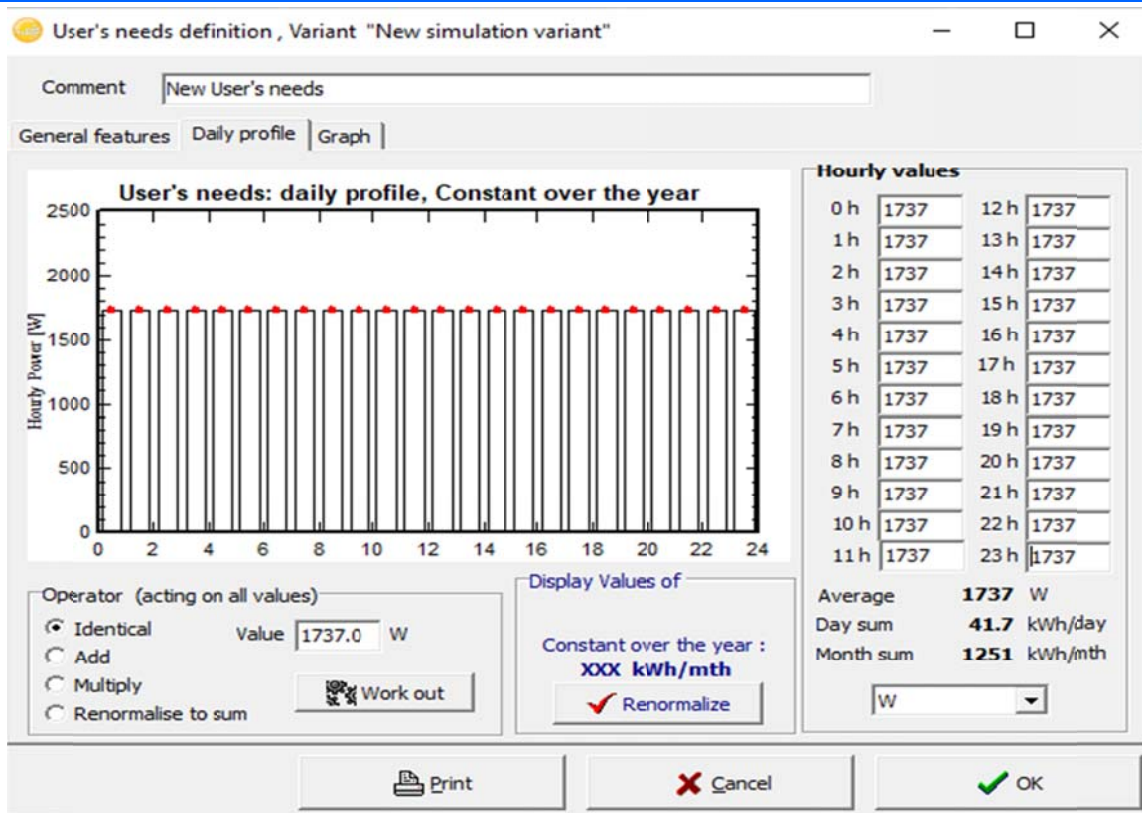 User's needs definition , Variant "New simulation variant"
Comment New User's needs
General features Daily profile Graph
User's needs: daily profile, Constant over the year
Hourly Power [W]
2500
2000
1500
1000
500
0
0 2 4 6 8 10 12 14 16 18 20 22 24
Hourly values
0 h 1737 12 h 1737
1 h 1737 13 h 1737
2 h 1737 14 h 1737
3 h 1737 15 h 1737
4 h 1737 16 h 1737
5 h 1737 17 h 1737
6 h 1737 18 h 1737
7 h 1737 19 h 1737
8 h 1737 20 h 1737
9 h 1737 21 h 1737
10 h 1737 22 h 1737
11 h 1737 23 h 1737
Average 1737 W
Day sum 41.7 kWh/day
Month sum 1251 kWh/mth
W
Operator (acting on all values)
Identical
Add
Multiply
Renormalise to sum
Value 1737.0 W
Work out
Display Values of
Constant over the year :
XXX kWh/mth
Renormalize
Print Cancel OK